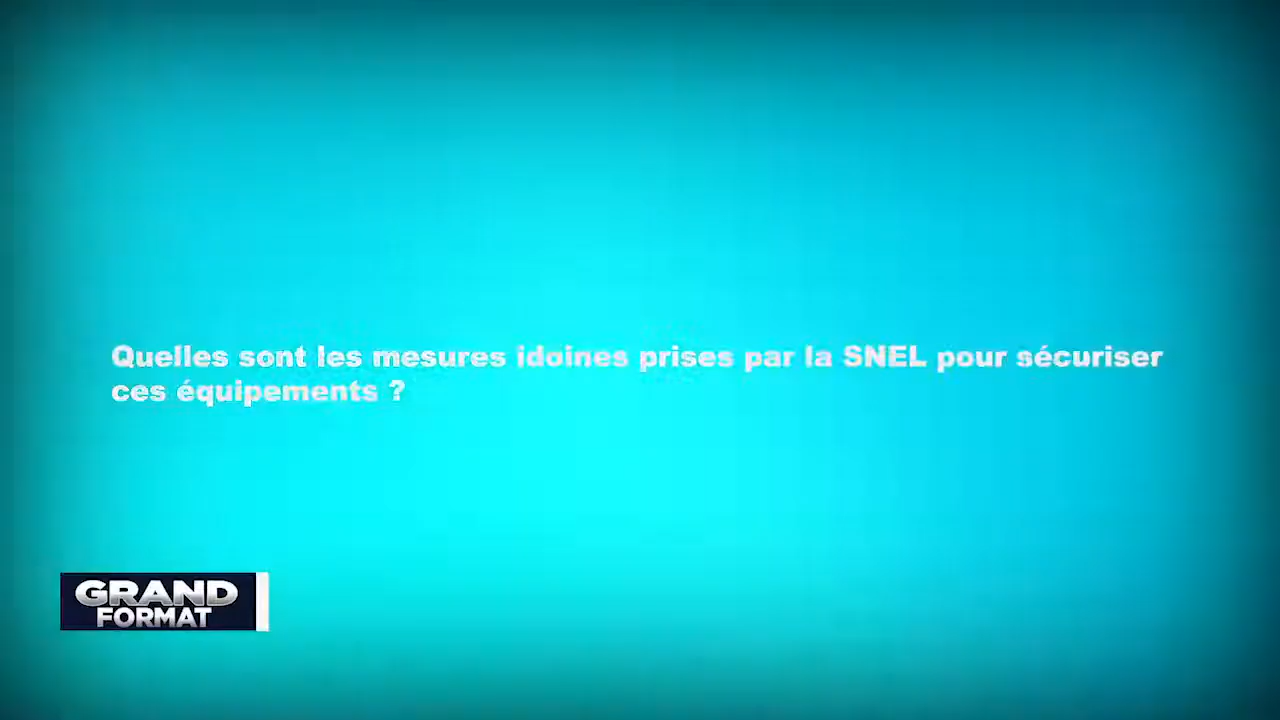 Quelles sont les mesures idoines prises par la SNEL pour sécuriser
ces équipements ?
GRAND
FORMAT